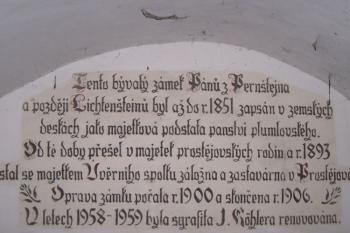 Tento bývalý zámek Pánů z Pernštejna
a později Lichtenšteinů byl až do r. 1851 zapsán v zemských
deskách jako majetková podstata panství plumlovského.
Od té doby přešel v majetek prostějovských rodin a r. 1893
stal se majetkem Úvěrního spolku záložna a zastavárna v Prostějově
Oprava zámku počala r. 1900 a skončena r. 1906.
V letech 1958-1959 byla sgrafita J. Köhlera renovována.